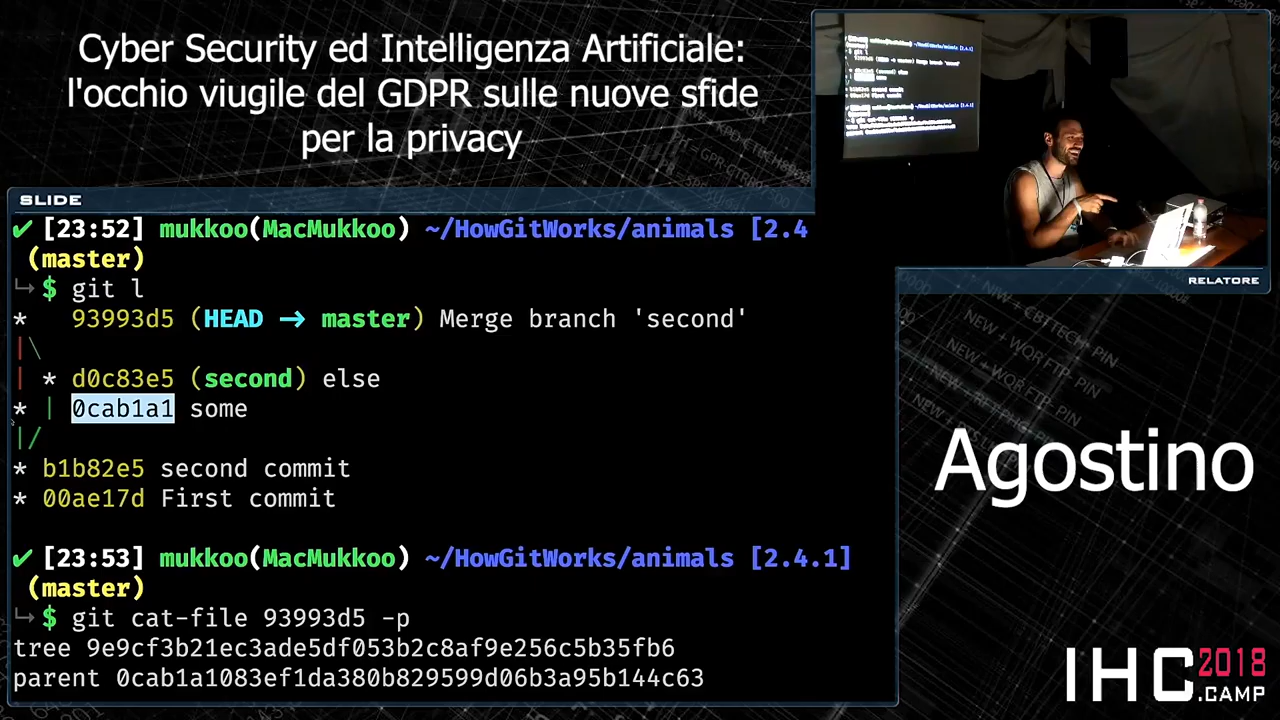 Cyber Security ed Intelligenza Artificiale:
l'occhio viugile del GDPR sulle nuove sfide
per la privacy
SLIDE
✔ [23:52] mukkoo(MacMukkoo) ~/HowGitWorks/animals [2.4
(master)
↪ $ git l
* 93993d5 (HEAD → master) Merge branch 'second'
|\
| * d0c83e5 (second) else
* | 0cab1a1 some
|/
* b1b82e5 second commit
* 00ae17d First commit
✔ [23:53] mukkoo(MacMukkoo) ~/HowGitWorks/animals [2.4.1]
(master)
↪ $ git cat-file 93993d5 -p
tree 9e9cf3b21ec3ade5df053b2c8af9e256c5b35fb6
parent 0cab1a1083ef1da380b829599d06b3a95b144c63
RELATORE
Agostino
IHC 2018
.CAMP